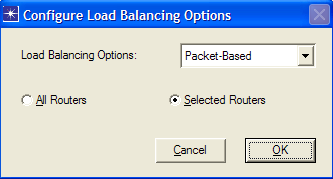 Configure Load Balancing Options
Load Balancing Options: Packet-Based
All Routers Selected Routers
Cancel OK